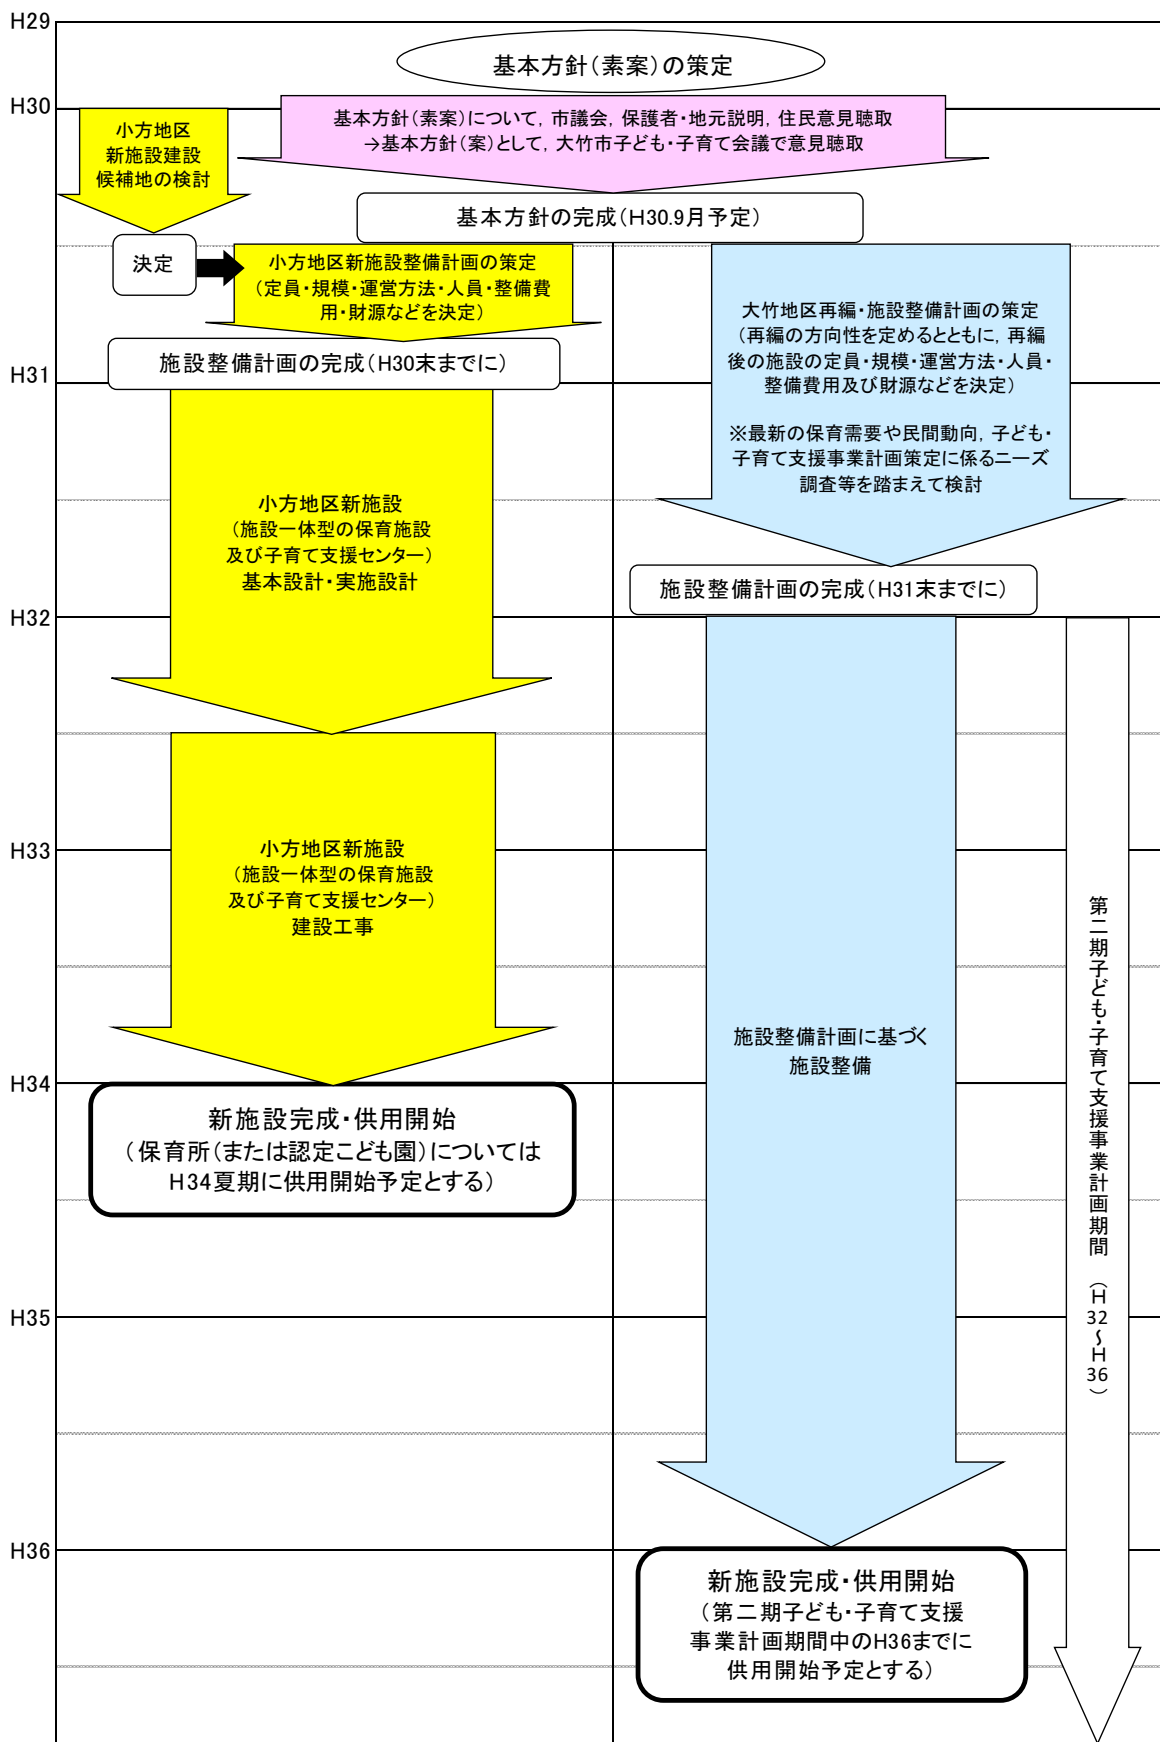 H29
基本方針（素案）の策定
H30
基本方針（素案）について，市議会，保護者・地元説明，住民意見聴取
→基本方針（案）として，大竹市子ども・子育て会議で意見聴取
小方地区
新施設建設
候補地の検討
基本方針の完成（H30.9月予定）
決定
小方地区新施設整備計画の策定
（定員・規模・運営方法・人員・整備費
用・財源などを決定）
大竹地区再編・施設整備計画の策定
（再編の方向性を定めるとともに，再編
後の施設の定員・規模・運営方法・人員・
整備費用及び財源などを決定）
※最新の保育需要や民間動向，子ども・
子育て支援事業計画策定に係るニーズ
調査等を踏まえて検討
施設整備計画の完成（H30末までに）
H31
小方地区新施設
（施設一体型の保育施設
及び子育て支援センター）
基本設計・実施設計
施設整備計画の完成（H31末までに）
H32
小方地区新施設
（施設一体型の保育施設
及び子育て支援センター）
建設工事
H33
第二期子ども・子育て支援事業計画期間　（H32～H36）
施設整備計画に基づく
施設整備
H34
新施設完成・供用開始
（保育所（または認定こども園）については
H34夏期に供用開始予定とする）
H35
H36
新施設完成・供用開始
（第二期子ども・子育て支援
事業計画期間中のH36までに
供用開始予定とする）